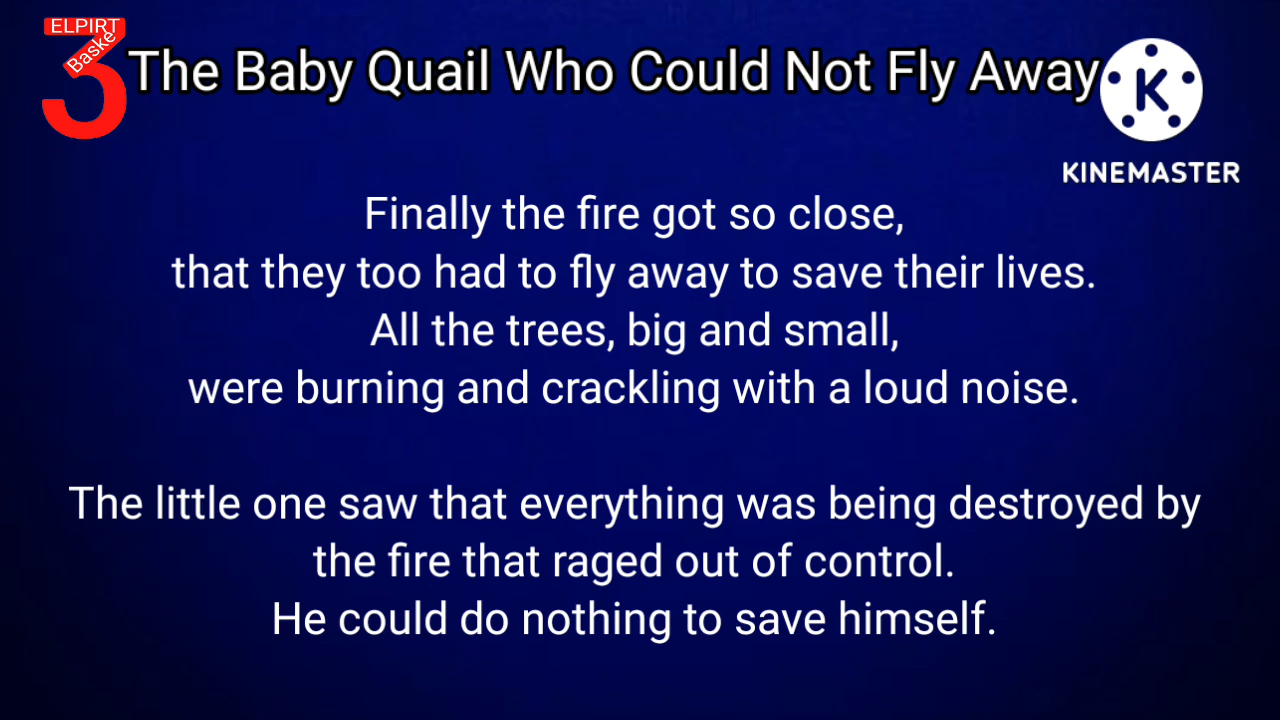 ELPIRT
Baske
3
The Baby Quail Who Could Not Fly Away
K
KINEMASTER
Finally the fire got so close,
that they too had to fly away to save their lives.
All the trees, big and small,
were burning and crackling with a loud noise.
The little one saw that everything was being destroyed by
the fire that raged out of control.
He could do nothing to save himself.